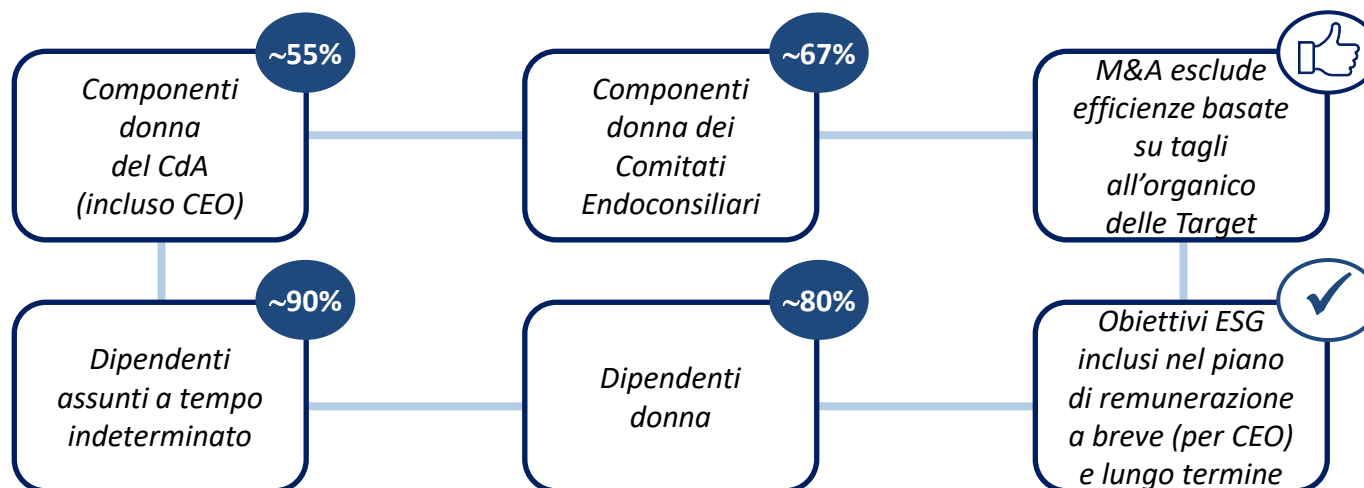 ~55%
Componenti
donna
del CdA
(incluso CEO)
~67%
Componenti
donna dei
Comitati
Endoconsiliari
M&A esclude
efficienze basate
su tagli
all'organico
delle Target
~90%
Dipendenti
assunti a tempo
indeterminato
~80%
Dipendenti
donna
Obiettivi ESG
inclusi nel piano
di remunerazione
a breve (per CEO)
e lungo termine